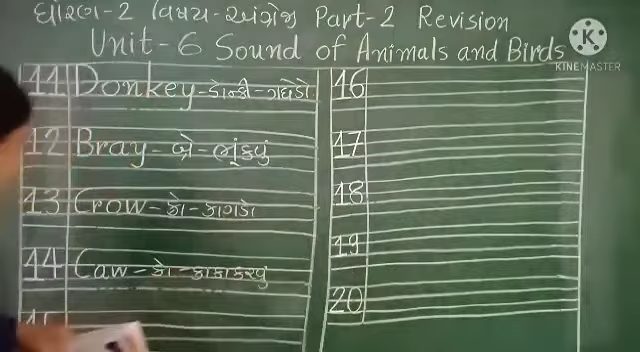 ધોરણ-2 વિષય-અંગ્રેજી Part-2 Revision
Unit-6 Sound of Animals and Birds
KINEMASTER
11 Donkey-ડોન્કી-ગધેડો
12 Bray-બ્રે-ભૂંકવું
13 Crow-ક્રો-કાગડો
14 Caw-કો-કાકાકરવું
16
17
18
19
20